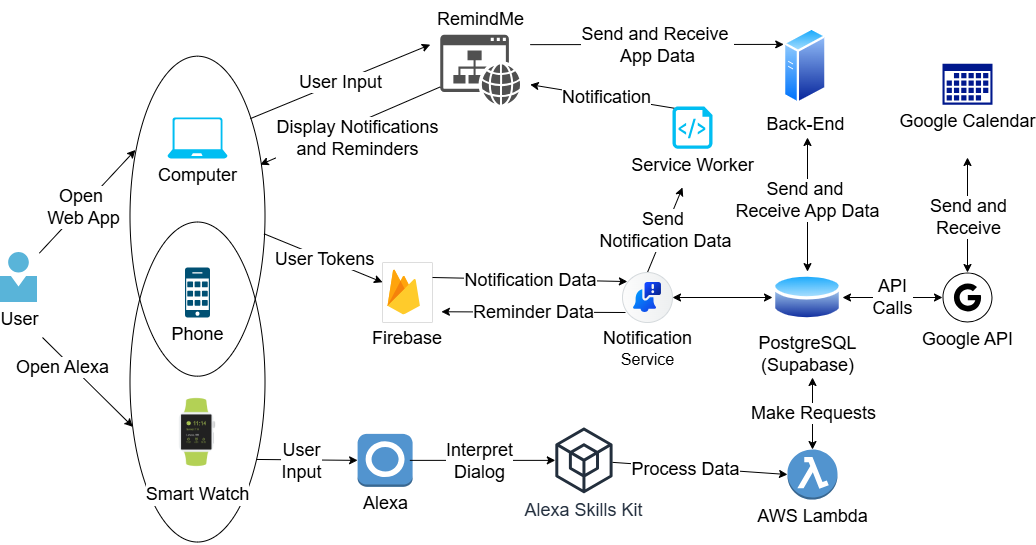 RemindMe
Send and Receive
App Data
User Input
Notification
Display Notifications
and Reminders
Back-End
Google Calendar
Computer
Service Worker
Open
Web App
Send and
Receive App Data
Send and
Receive
Send
Notification Data
User Tokens
Notification Data
Reminder Data
API
Calls
User
Phone
Firebase
Notification
Service
PostgreSQL
(Supabase)
Google API
Open Alexa
11:14
Make Requests
User
Input
Interpret
Dialog
Process Data
Smart Watch
Alexa
Alexa Skills Kit
AWS Lambda